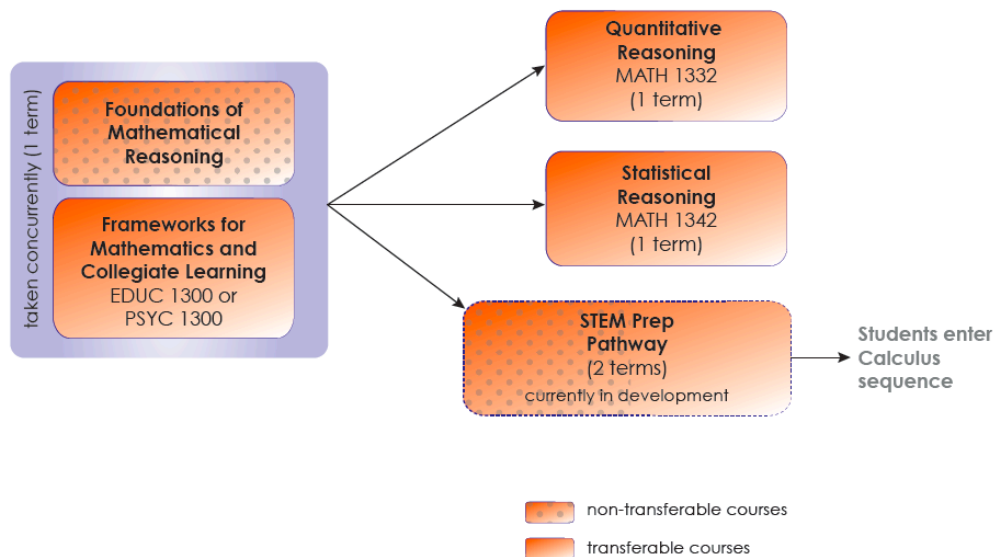 taken concurrently (1 term)
Foundations of
Mathematical
Reasoning
Frameworks for
Mathematics and
Collegiate Learning
EDUC 1300 or
PSYC 1300
Quantitative
Reasoning
MATH 1332
(1 term)
Statistical
Reasoning
MATH 1342
(1 term)
STEM Prep
Pathway
(2 terms)
currently in development
Students enter
Calculus
sequence
non-transferable courses
transferable courses